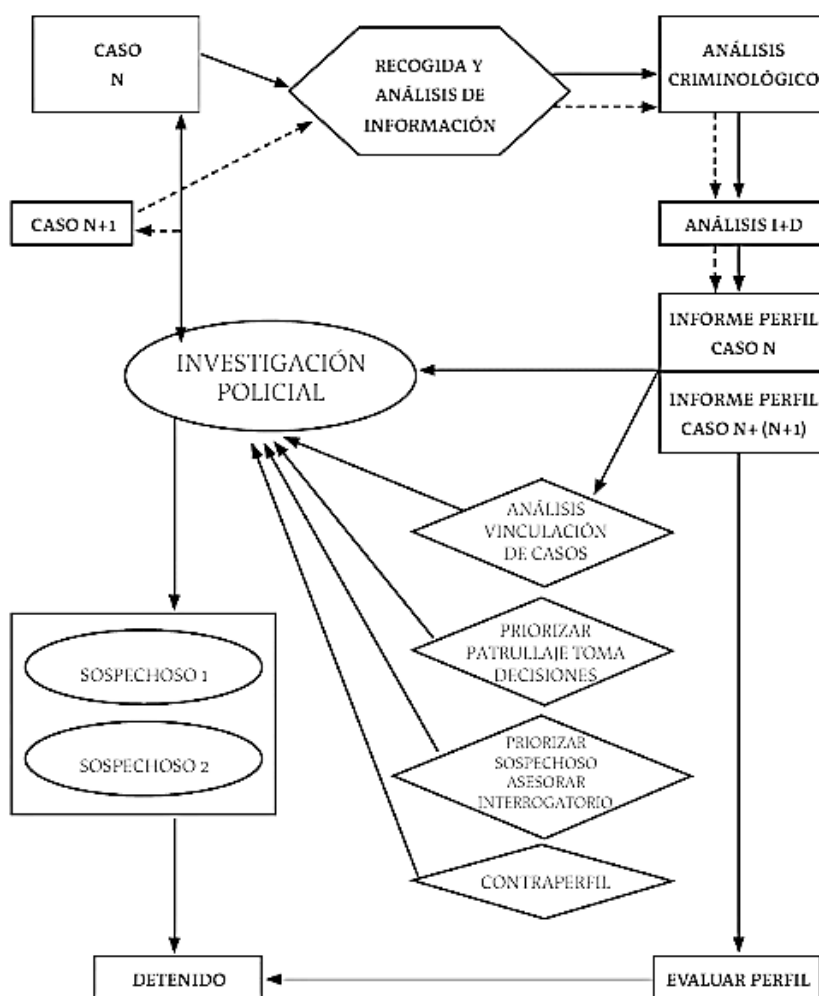 CASO
N
RECOGIDA Y
ANÁLISIS DE
INFORMACIÓN
ANÁLISIS
CRIMINOLÓGICO
CASO N+1
ANÁLISIS I+D
INFORME PERFIL
CASO N
INFORME PERFIL
CASO N+ (N+1)
INVESTIGACIÓN
POLICIAL
ANÁLISIS
VINCULACIÓN
DE CASOS
PRIORIZAR
PATRULLAJE TOMA
DECISIONES
SOSPECHOSO 1
SOSPECHOSO 2
PRIORIZAR
SOSPECHOSO
ASESORAR
INTERROGATORIO
CONTRAPERFIL
DETENIDO
EVALUAR PERFIL